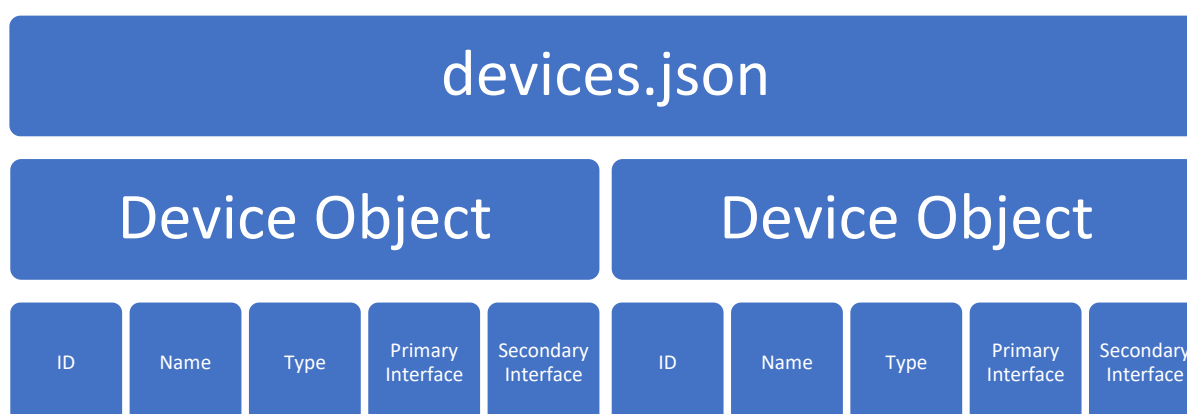 devices.json
Device Object
Device Object
ID
Name
Type
Primary
Interface
Secondary
Interface
ID
Name
Type
Primary
Interface
Secondary
Interface